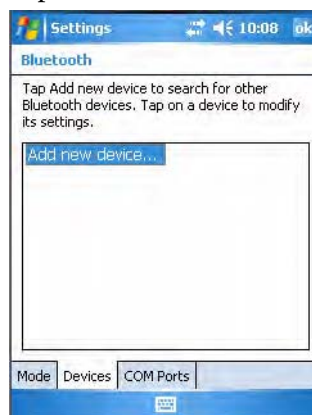 Settings 10:08 ok
Bluetooth
Tap Add new device to search for other
Bluetooth devices. Tap on a device to modify
its settings.
Add new device...
Mode Devices COM Ports